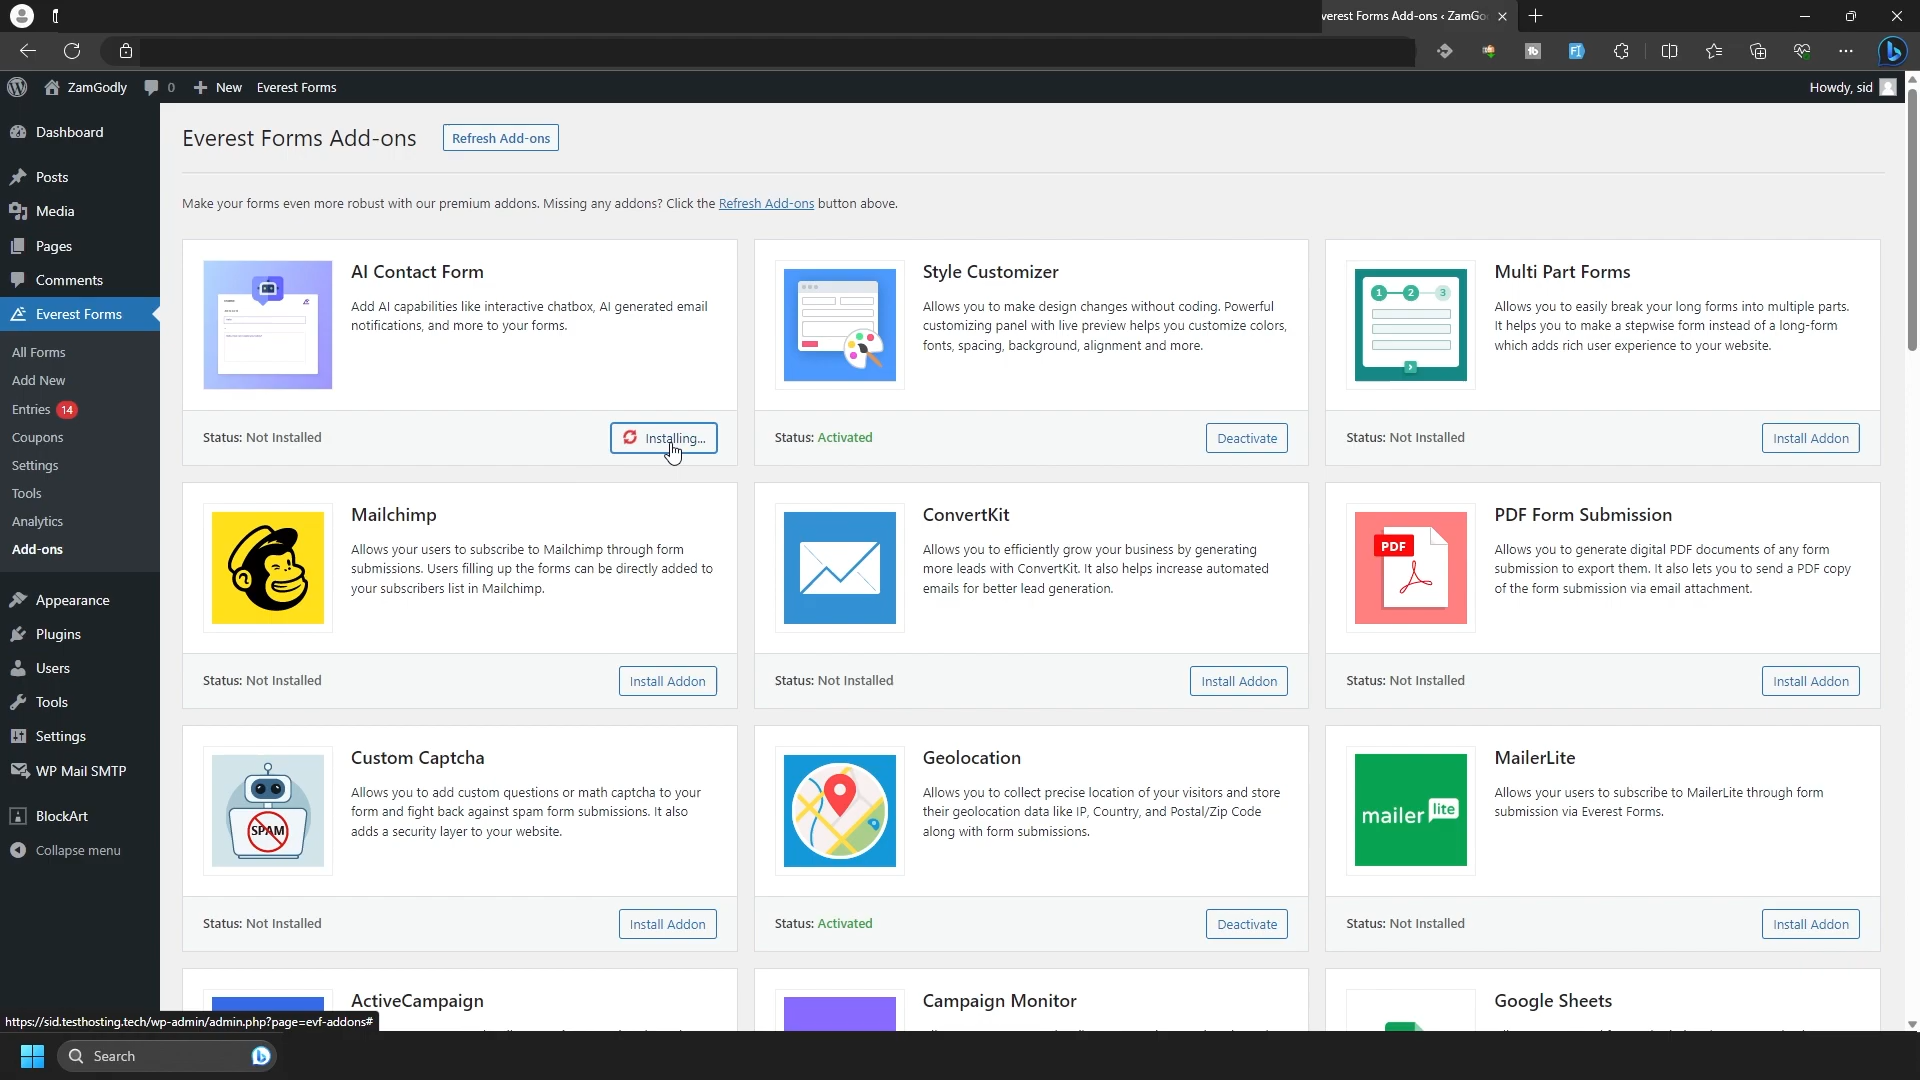 verest Forms Add-ons ‹ ZamGo
ZamGodly
0
New
Everest Forms
Howdy, sid
Dashboard
Posts
Media
Pages
Comments
Everest Forms
All Forms
Add New
Entries 14
Coupons
Settings
Tools
Analytics
Add-ons
Appearance
Plugins
Users
Tools
Settings
WP Mail SMTP
BlockArt
Collapse menu
Everest Forms Add-ons
Refresh Add-ons
Make your forms even more robust with our premium addons. Missing any addons? Click the Refresh Add-ons button above.
AI Contact Form
Add AI capabilities like interactive chatbox, AI generated email
notifications, and more to your forms.
Status: Not Installed
Installing...
Style Customizer
Allows you to make design changes without coding. Powerful
customizing panel with live preview helps you customize colors,
fonts, spacing, background, alignment and more.
Status: Activated
Deactivate
1 2 3
Multi Part Forms
Allows you to easily break your long forms into multiple parts.
It helps you to make a stepwise form instead of a long-form
which adds rich user experience to your website.
Status: Not Installed
Install Addon
Mailchimp
Allows your users to subscribe to Mailchimp through form
submissions. Users filling up the forms can be directly added to
your subscribers list in Mailchimp.
Status: Not Installed
Install Addon
ConvertKit
Allows you to efficiently grow your business by generating
more leads with ConvertKit. It also helps increase automated
emails for better lead generation.
Status: Not Installed
Install Addon
PDF
PDF Form Submission
Allows you to generate digital PDF documents of any form
submission to export them. It also lets you to send a PDF copy
of the form submission via email attachment.
Status: Not Installed
Install Addon
SPAM
Custom Captcha
Allows you to add custom questions or math captcha to your
form and fight back against spam form submissions. It also
adds a security layer to your website.
Status: Not Installed
Install Addon
Geolocation
Allows you to collect precise location of your visitors and store
their geolocation data like IP, Country, and Postal/Zip Code
along with form submissions.
Status: Activated
Deactivate
mailer lite
MailerLite
Allows your users to subscribe to MailerLite through form
submission via Everest Forms.
Status: Not Installed
Install Addon
ActiveCampaign
Campaign Monitor
Google Sheets
https://sid.testhosting.tech/wp-admin/admin.php?page=evf-addons#
Search